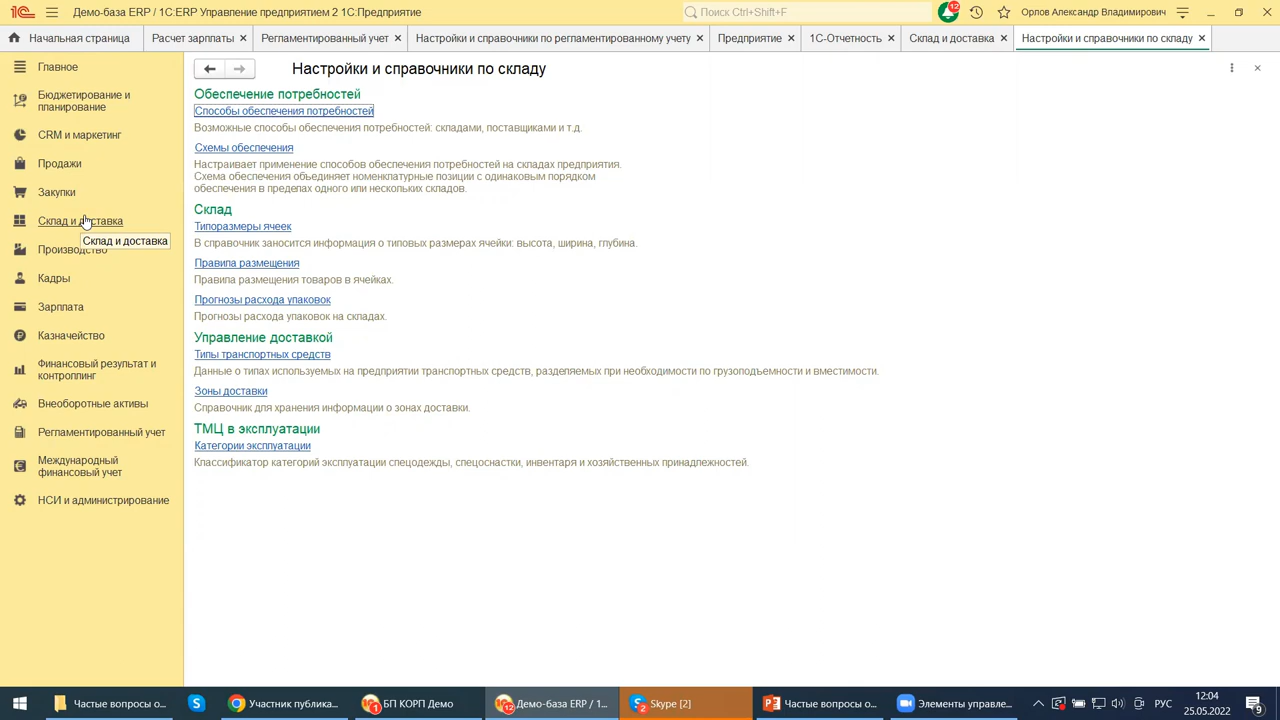 Демо-база ERP / 1С:ERP Управление предприятием 2 1С:Предприятие
Поиск Ctrl+Shift+F
12
Орлов Александр Владимирович
Начальная страница
Расчет зарплаты
Регламентированный учет
Настройки и справочники по регламентированному учету
Предприятие
1С-Отчетность
Склад и доставка
Настройки и справочники по складу
Главное
Бюджетирование и
планирование
CRM и маркетинг
Продажи
Закупки
Склад и доставка
Склад и доставка
Производство
Кадры
Зарплата
Казначейство
Финансовый результат и
контроллинг
Внеоборотные активы
Регламентированный учет
Международный
финансовый учет
НСИ и администрирование
Настройки и справочники по складу
Обеспечение потребностей
Способы обеспечения потребностей
Возможные способы обеспечения потребностей: складами, поставщиками и т.д.
Схемы обеспечения
Настраивает применение способов обеспечения потребностей на складах предприятия.
Схема обеспечения объединяет номенклатурные позиции с одинаковым порядком
обеспечения в пределах одного или нескольких складов.
Склад
Типоразмеры ячеек
В справочник заносится информация о типовых размерах ячейки: высота, ширина, глубина.
Правила размещения
Правила размещения товаров в ячейках.
Прогнозы расхода упаковок
Прогнозы расхода упаковок на складах.
Управление доставкой
Типы транспортных средств
Данные о типах используемых на предприятии транспортных средств, разделяемых при необходимости по грузоподъемности и вместимости.
Зоны доставки
Справочник для хранения информации о зонах доставки.
ТМЦ в эксплуатации
Категории эксплуатации
Классификатор категорий эксплуатации спецодежды, спецоснастки, инвентаря и хозяйственных принадлежностей.
Частые вопросы о...
Участник публика...
1
БП КОРП Демо
12
Демо-база ERP / 1...
2
Skype [2]
Частые вопросы о...
Элементы управле...
РУС
12:04
25.05.2022
9